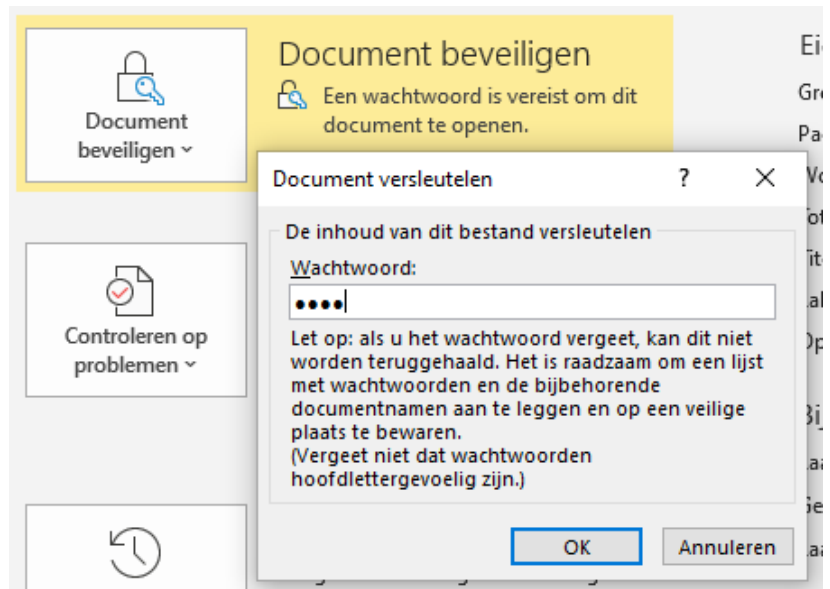 Document beveiligen
Een wachtwoord is vereist om dit
document te openen.
Document
beveiligen
Document versleutelen
?
De inhoud van dit bestand versleutelen
Wachtwoord:
••••
Let op: als u het wachtwoord vergeet, kan dit niet
worden teruggehaald. Het is raadzaam om een lijst
met wachtwoorden en de bijbehorende
documentnamen aan te leggen en op een veilige
plaats te bewaren.
(Vergeet niet dat wachtwoorden
hoofdlettergevoelig zijn.)
OK
Annuleren
Controleren op
problemen